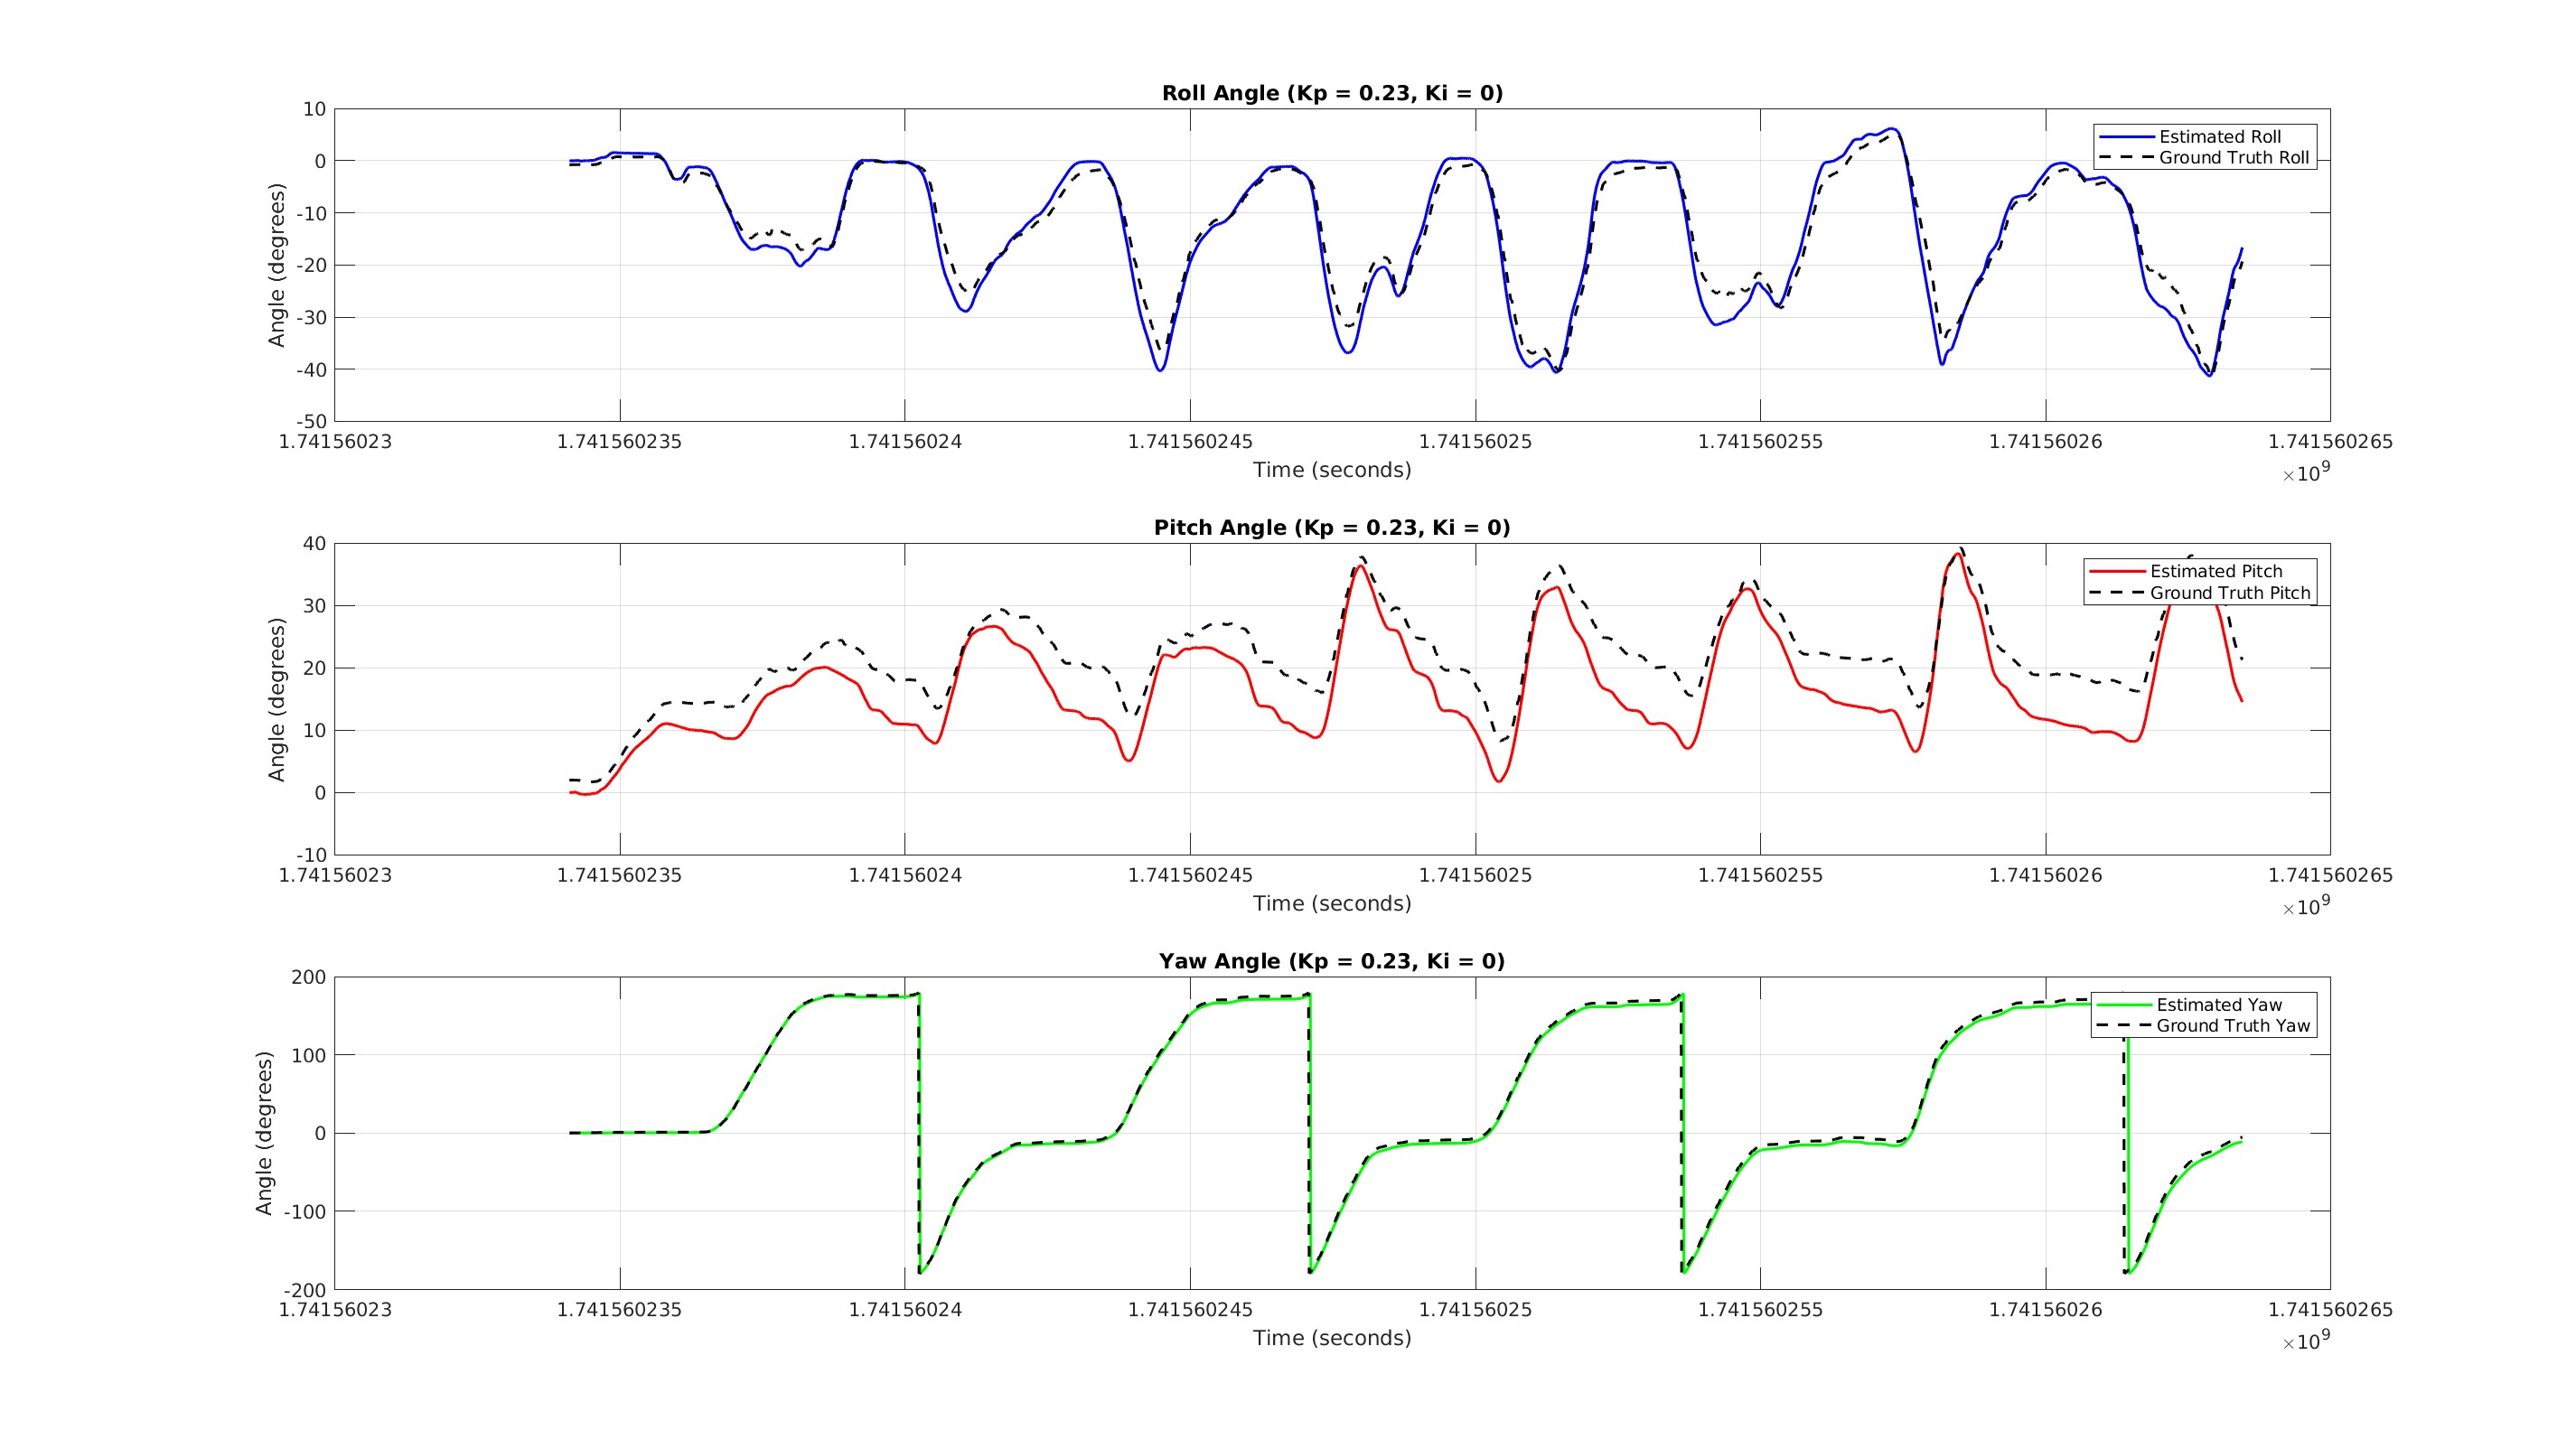 Roll Angle (Kp = 0.23, Ki = 0)
10
0
-10
-20
-30
-40
-50
Angle (degrees)
Estimated Roll
Ground Truth Roll
1.74156023 1.741560235 1.74156024 1.741560245 1.74156025 1.741560255 1.74156026 1.741560265
Time (seconds)
×10^9
Pitch Angle (Kp = 0.23, Ki = 0)
40
30
20
10
0
-10
Angle (degrees)
Estimated Pitch
Ground Truth Pitch
1.74156023 1.741560235 1.74156024 1.741560245 1.74156025 1.741560255 1.74156026 1.741560265
Time (seconds)
×10^9
Yaw Angle (Kp = 0.23, Ki = 0)
200
100
0
-100
-200
Angle (degrees)
Estimated Yaw
Ground Truth Yaw
1.74156023 1.741560235 1.74156024 1.741560245 1.74156025 1.741560255 1.74156026 1.741560265
Time (seconds)
×10^9